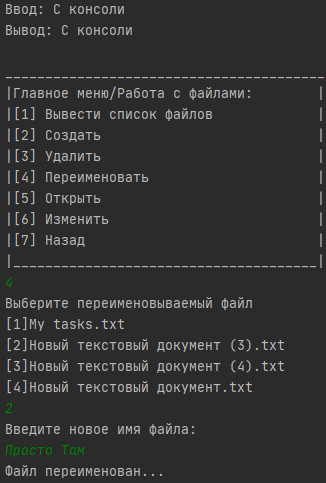 Ввод: С консоли
Вывод: С консоли
________________________________________
|Главное меню/Работа с файлами:        |
|[1] Вывести список файлов             |
|[2] Создать                           |
|[3] Удалить                           |
|[4] Переименовать                     |
|[5] Открыть                           |
|[6] Изменить                          |
|[7] Назад                             |
|______________________________________|
4
Выберите переименовываемый файл
[1]My tasks.txt
[2]Новый текстовый документ (3).txt
[3]Новый текстовый документ (4).txt
[4]Новый текстовый документ.txt
2
Введите новое имя файла:
Просто Там
Файл переименован...